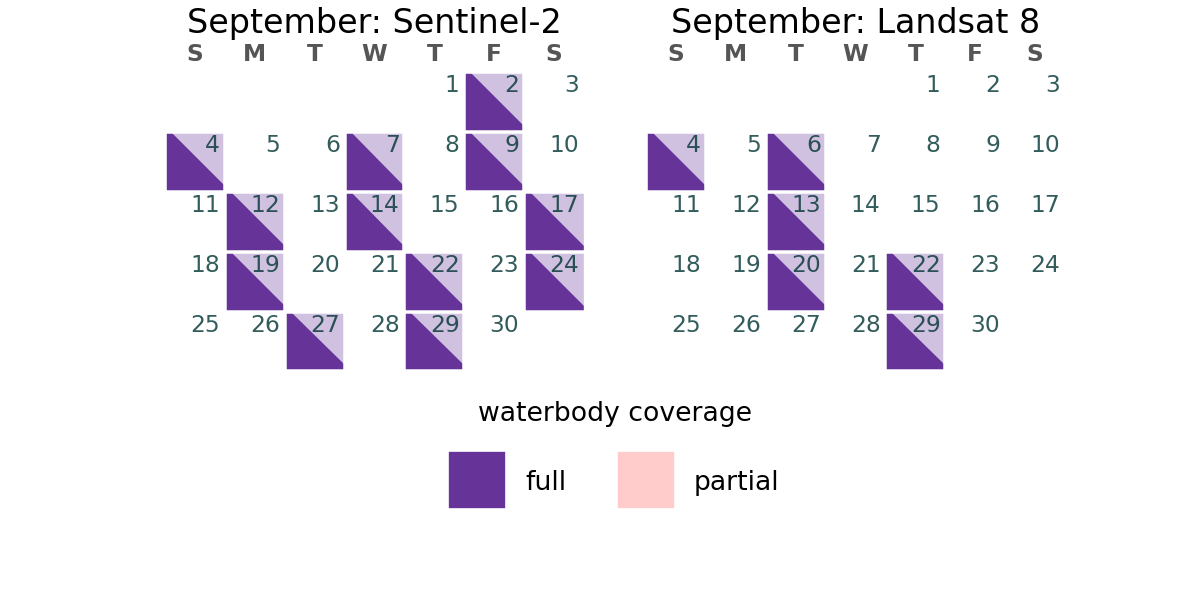 September: Sentinel-2
S M T W T F S
1 2 3
4 5 6 7 8 9 10
11 12 13 14 15 16 17
18 19 20 21 22 23 24
25 26 27 28 29 30
September: Landsat 8
S M T W T F S
1 2 3
4 5 6 7 8 9 10
11 12 13 14 15 16 17
18 19 20 21 22 23 24
25 26 27 28 29 30
waterbody coverage
full partial